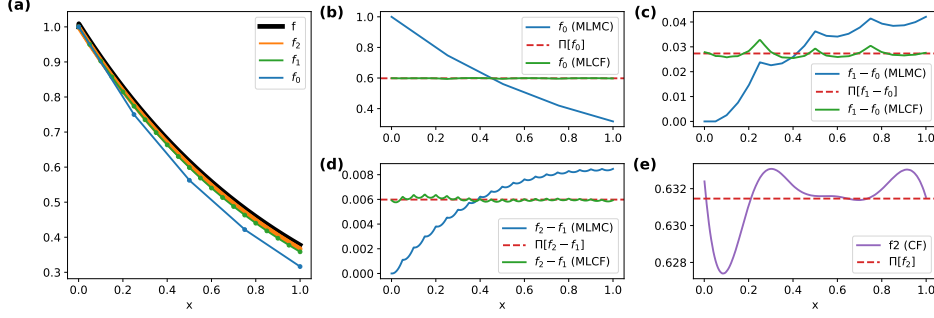 (a)
1.0
0.9
0.8
0.7
0.6
0.5
0.4
0.3
0.0 0.2 0.4 0.6 0.8 1.0
x
f
f₂
f₁
f₀
(b)
1.0
0.8
0.6
0.4
0.0 0.2 0.4 0.6 0.8 1.0
f₀ (MLMC)
Π[f₀]
f₀ (MLCF)
(c)
0.04
0.03
0.02
0.01
0.00
0.0 0.2 0.4 0.6 0.8 1.0
f₁ − f₀ (MLMC)
Π[f₁ − f₀]
f₁ − f₀ (MLCF)
(d)
0.008
0.006
0.004
0.002
0.000
0.0 0.2 0.4 0.6 0.8 1.0
x
f₂ − f₁ (MLMC)
Π[f₂ − f₁]
f₂ − f₁ (MLCF)
(e)
0.632
0.630
0.628
0.0 0.2 0.4 0.6 0.8 1.0
x
f2 (CF)
Π[f₂]